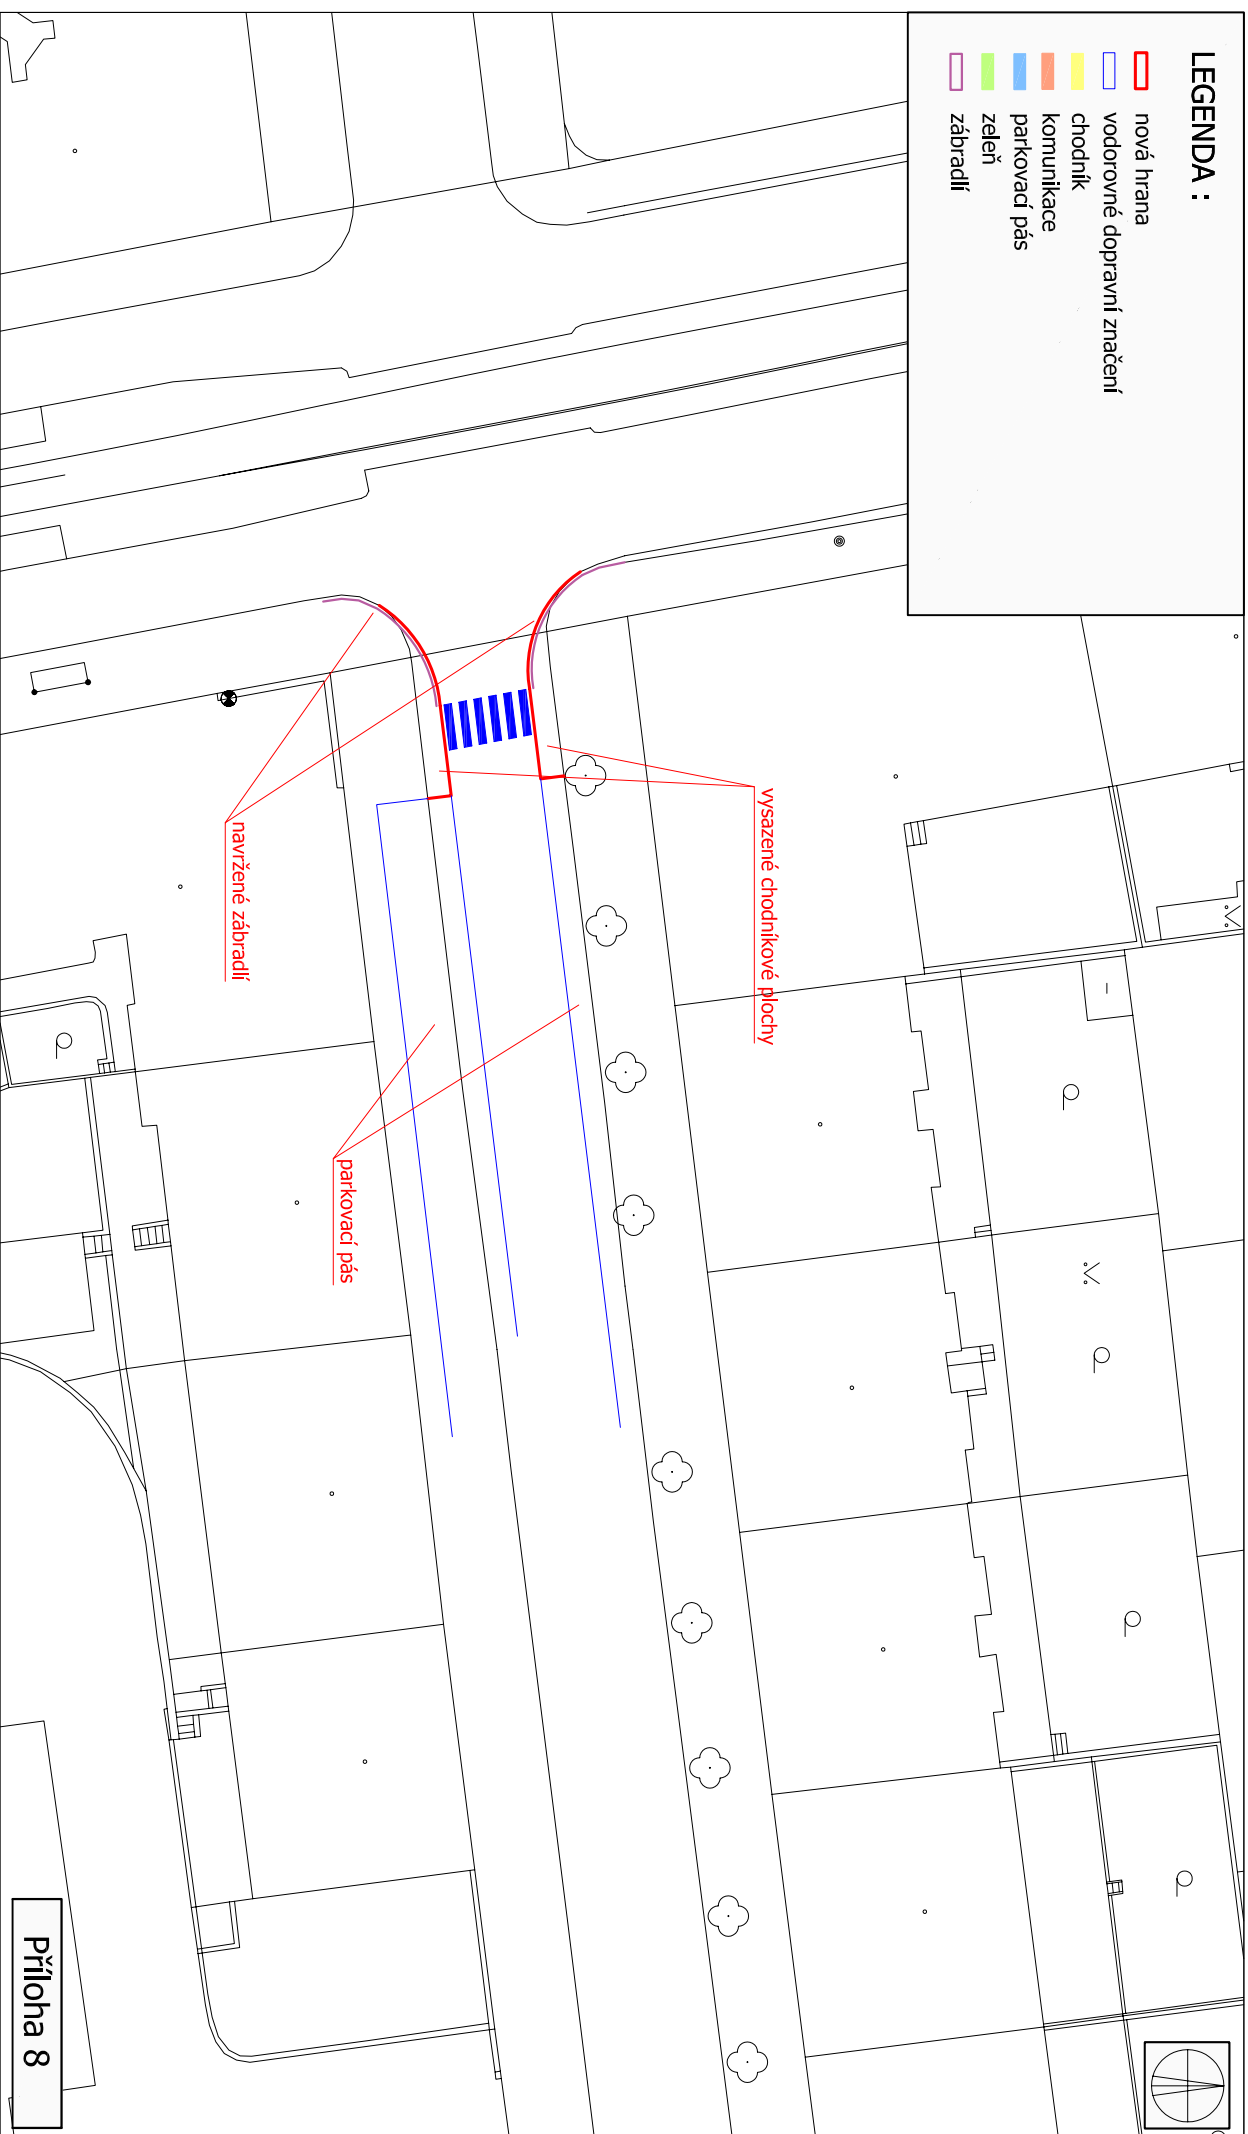 LEGENDA :
nová hrana
vodorovné dopravní značení
chodník
komunikace
parkovací pás
zeleň
zábradlí
vysazené chodníkové plochy
navržené zábradlí
parkovací pás
Příloha 8